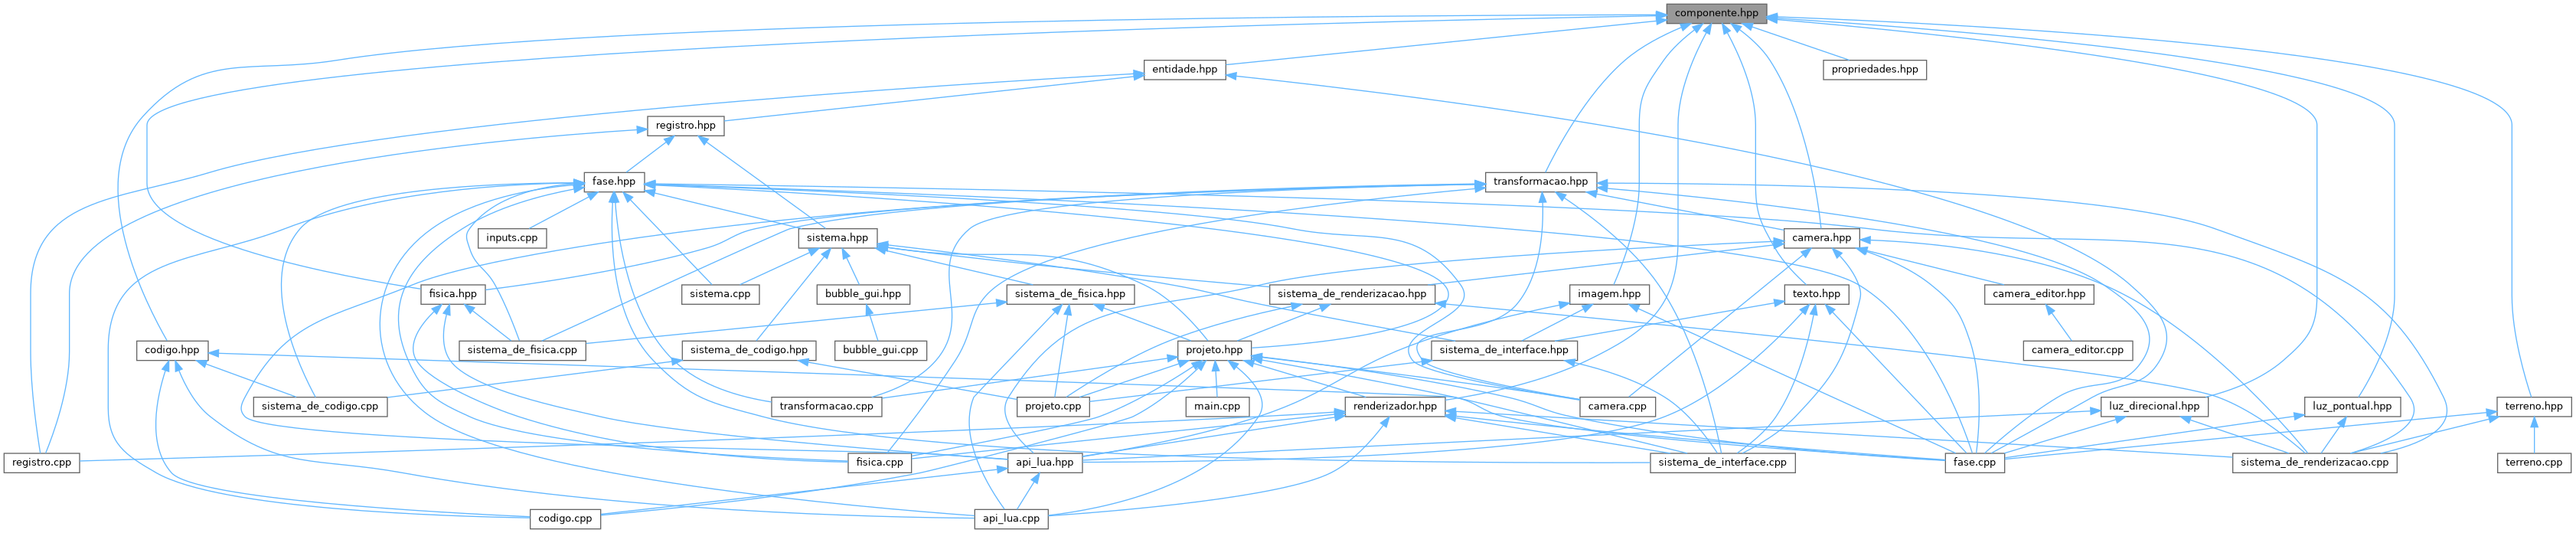 componente.hpp
entidade.hpp
propriedades.hpp
registro.hpp
fase.hpp
transformacao.hpp
inputs.cpp
sistema.hpp
camera.hpp
fisica.hpp
sistema.cpp
bubble_gui.hpp
sistema_de_fisica.hpp
sistema_de_renderizacao.hpp
imagem.hpp
texto.hpp
camera_editor.hpp
codigo.hpp
sistema_de_fisica.cpp
sistema_de_codigo.hpp
bubble_gui.cpp
projeto.hpp
sistema_de_interface.hpp
camera_editor.cpp
sistema_de_codigo.cpp
transformacao.cpp
projeto.cpp
main.cpp
renderizador.hpp
camera.cpp
luz_direcional.hpp
luz_pontual.hpp
terreno.hpp
registro.cpp
fisica.cpp
api_lua.hpp
sistema_de_interface.cpp
fase.cpp
sistema_de_renderizacao.cpp
terreno.cpp
codigo.cpp
api_lua.cpp